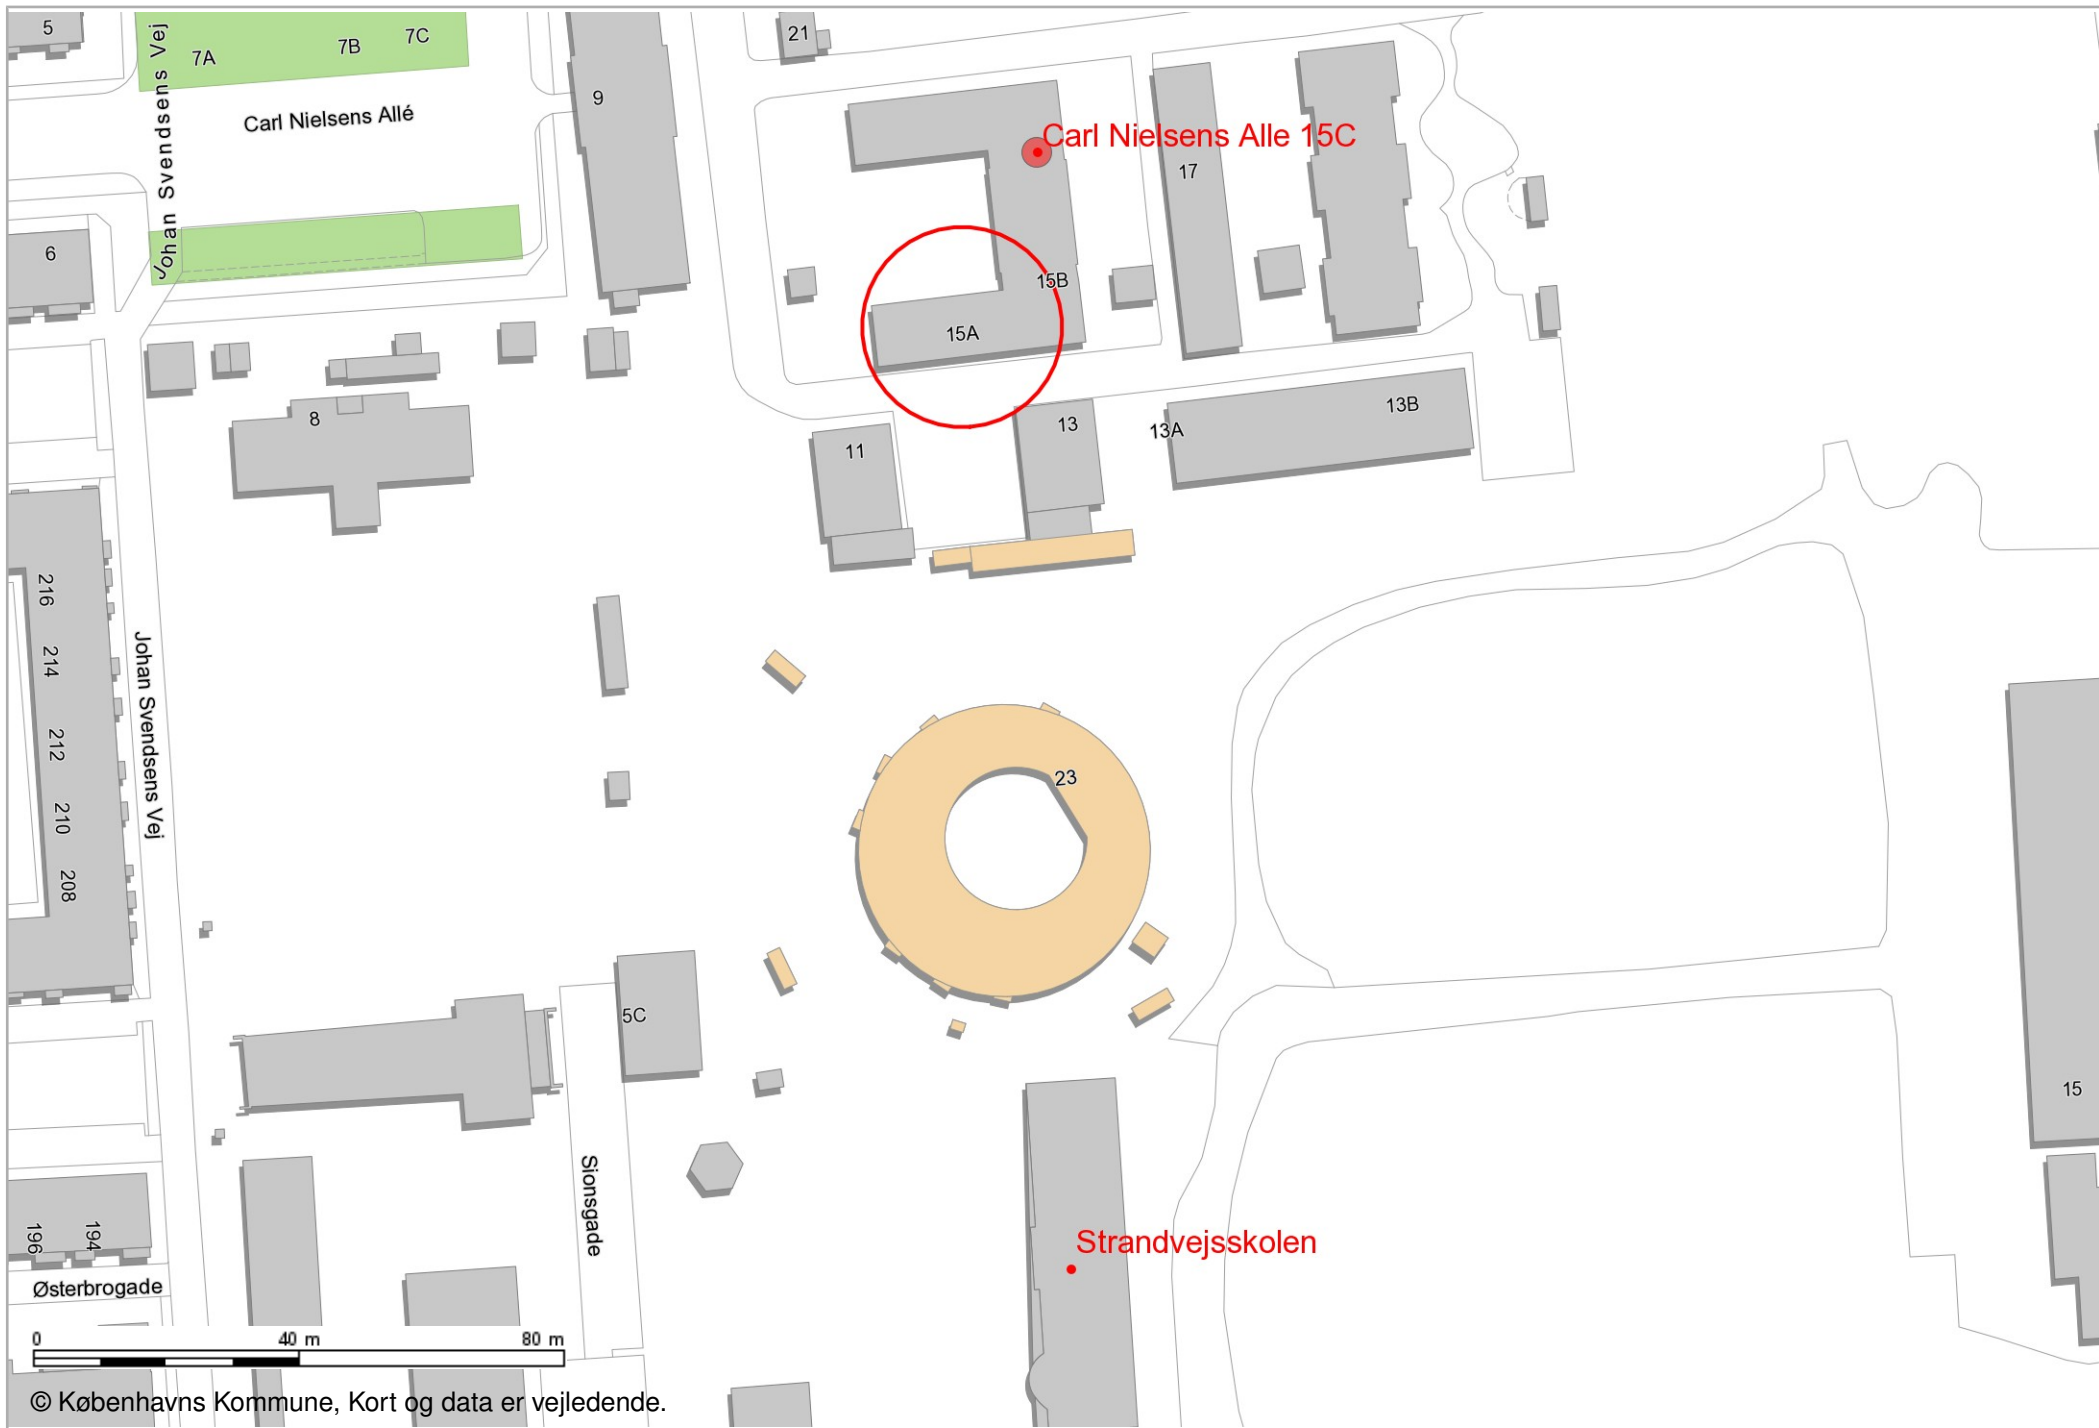 5
7A
7B
7C
21
9
Johan Svendsens Vej
Carl Nielsens Allé
Carl Nielsens Alle 15C
17
6
15B
15A
8
11
13
13A
13B
216
214
212
210
208
Johan Svendsens Vej
23
5C
15
Sionsgade
196
194
Strandvejsskolen
Østerbrogade
0 40 m 80 m
© Københavns Kommune, Kort og data er vejledende.